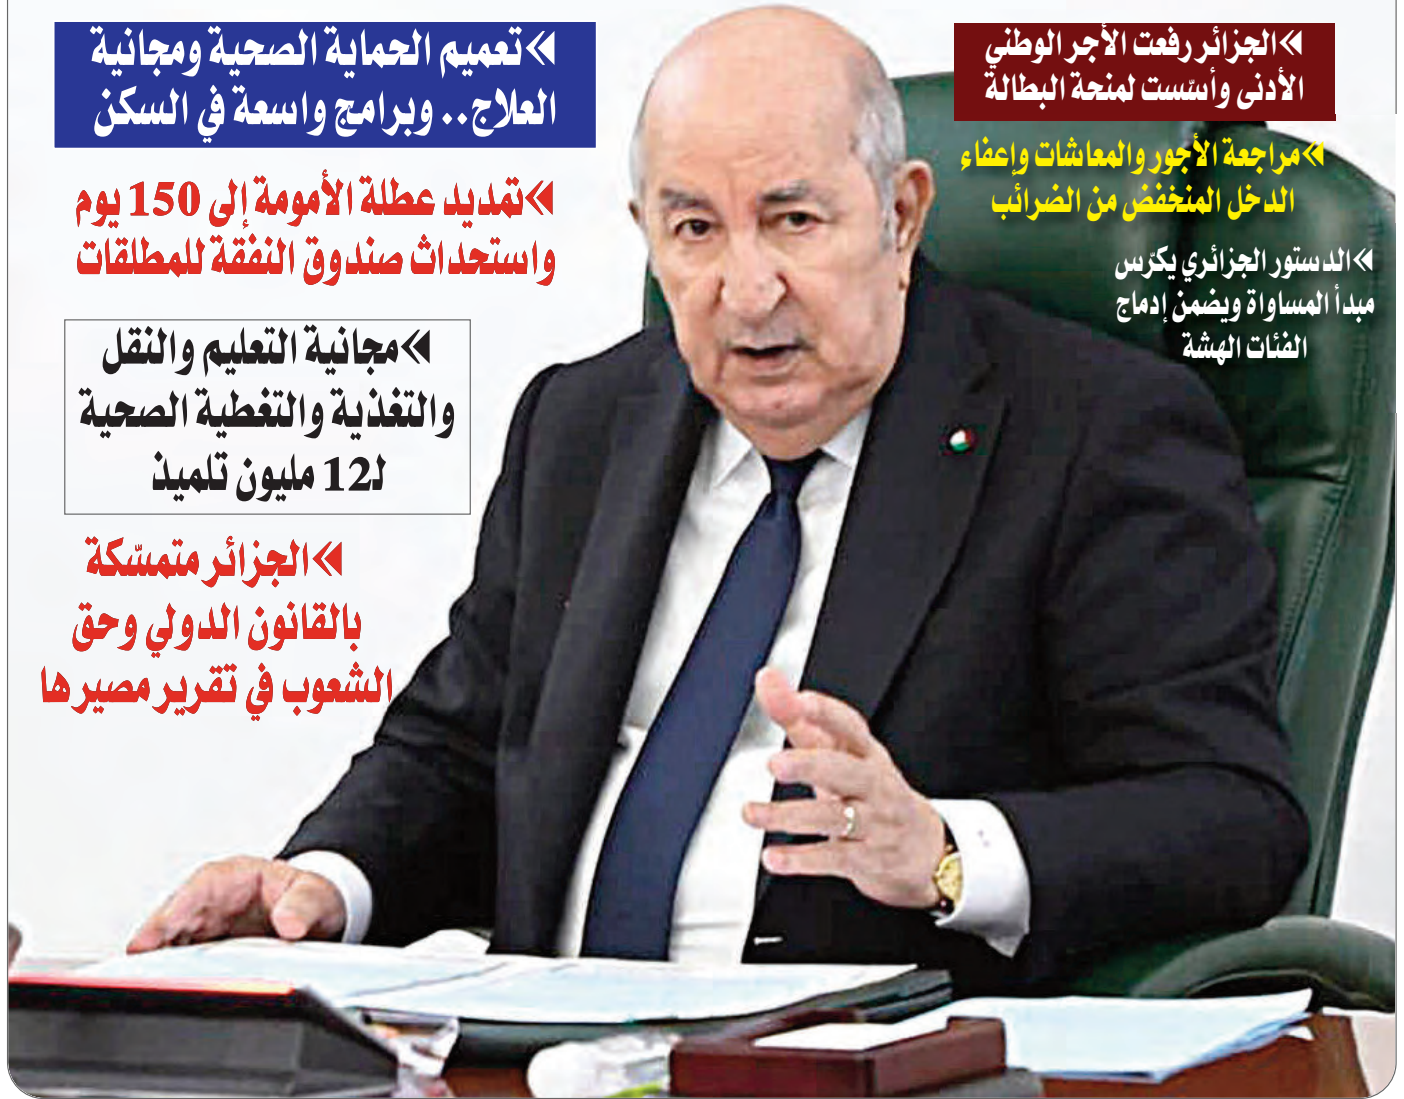 »الجزائر رفعت الأجر الوطني
الأدنى وأسّست لمنحة البطالة
»مراجعة الأجور والمعاشات وإعفاء
الدخل المنخفض من الضرائب
»الدستور الجزائري يكرّس
مبدأ المساواة ويضمن إدماج
الفئات الهشة
»تعميم الحماية الصحية ومجانية
العلاج.. وبرامج واسعة في السكن
»تمديد عطلة الأمومة إلى 150 يوم
واستحداث صندوق النفقة للمطلقات
»مجانية التعليم والنقل
والتغذية والتغطية الصحية
لـ12 مليون تلميذ
»الجزائر متمسّكة
بالقانون الدولي وحق
الشعوب في تقرير مصيرها